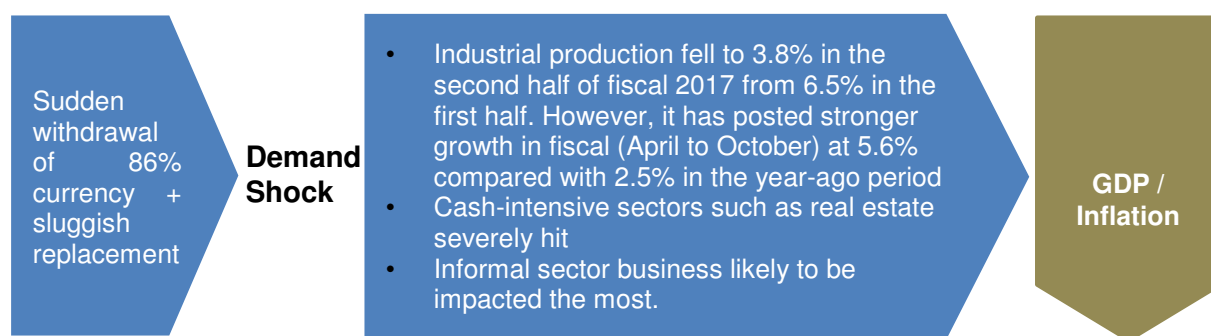 Sudden
withdrawal
of 86%
currency +
sluggish
replacement
Demand
Shock
• Industrial production fell to 3.8% in the
second half of fiscal 2017 from 6.5% in the
first half. However, it has posted stronger
growth in fiscal (April to October) at 5.6%
compared with 2.5% in the year-ago period
• Cash-intensive sectors such as real estate
severely hit
• Informal sector business likely to be
impacted the most.
GDP /
Inflation